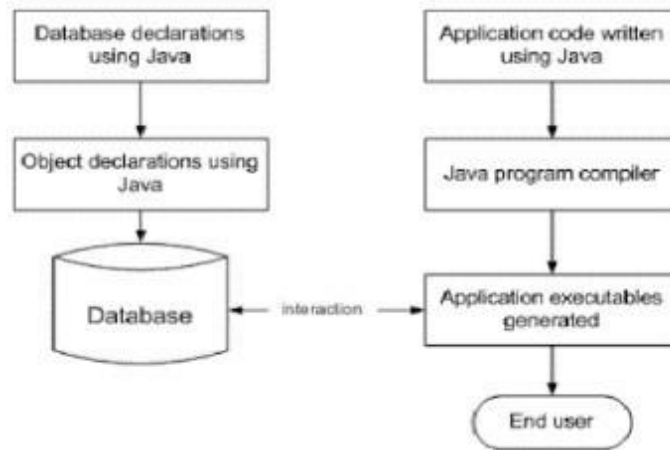 Database declarations
using Java
Application code written
using Java
Object declarations using
Java
Java program compiler
Database
interaction
Application executables
generated
End user